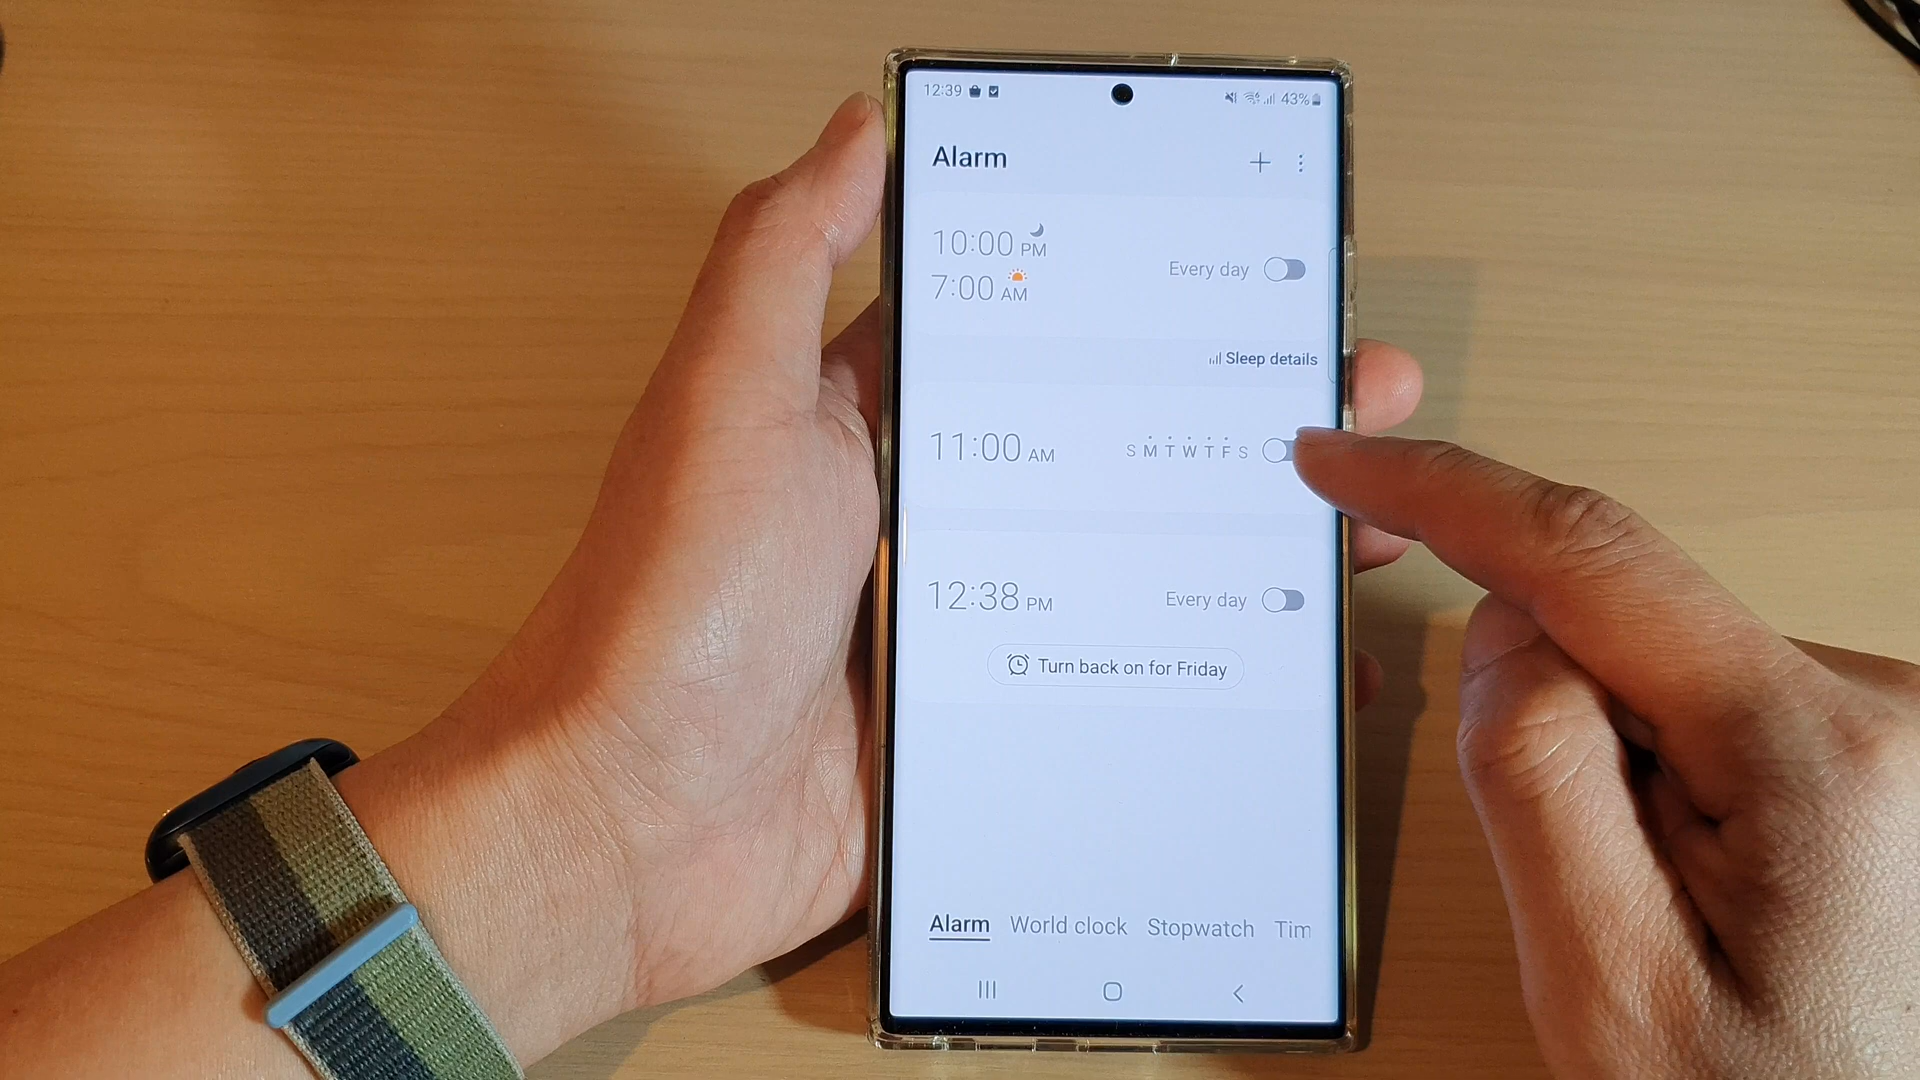 12:39
43%
Alarm
10:00 PM
7:00 AM
Every day
Sleep details
11:00 AM
S M T W T F S
12:38 PM
Every day
Turn back on for Friday
Alarm World clock Stopwatch Tim